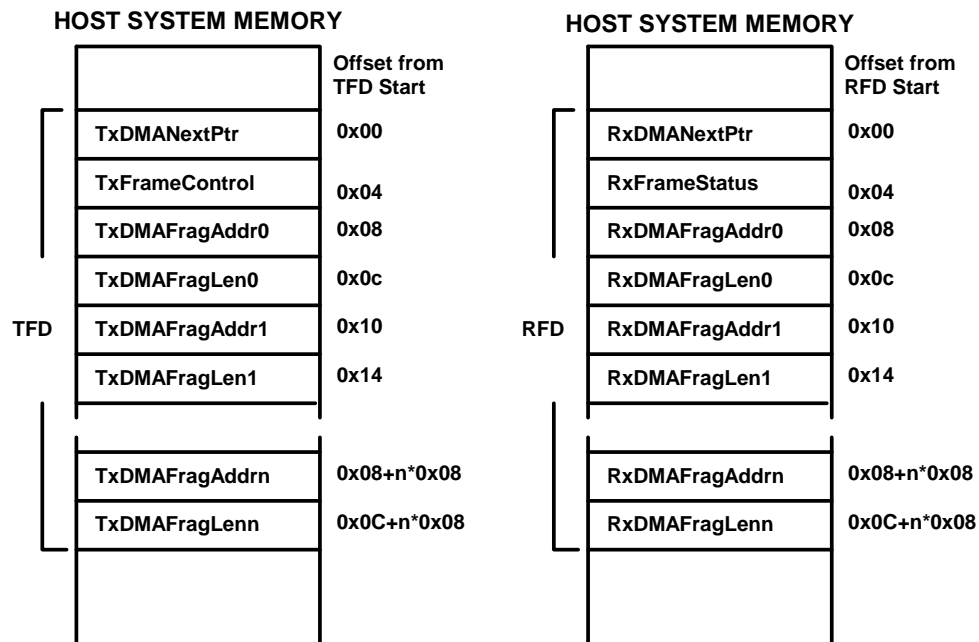 HOST SYSTEM MEMORY
Offset from
TFD Start
TxDMANextPtr 0x00
TxFrameControl 0x04
TxDMAFragAddr0 0x08
TxDMAFragLen0 0x0c
TFD TxDMAFragAddr1 0x10
TxDMAFragLen1 0x14
TxDMAFragAddrn 0x08+n*0x08
TxDMAFragLenn 0x0C+n*0x08
HOST SYSTEM MEMORY
Offset from
RFD Start
RxDMANextPtr 0x00
RxFrameStatus 0x04
RxDMAFragAddr0 0x08
RxDMAFragLen0 0x0c
RFD RxDMAFragAddr1 0x10
RxDMAFragLen1 0x14
RxDMAFragAddrn 0x08+n*0x08
RxDMAFragLenn 0x0C+n*0x08